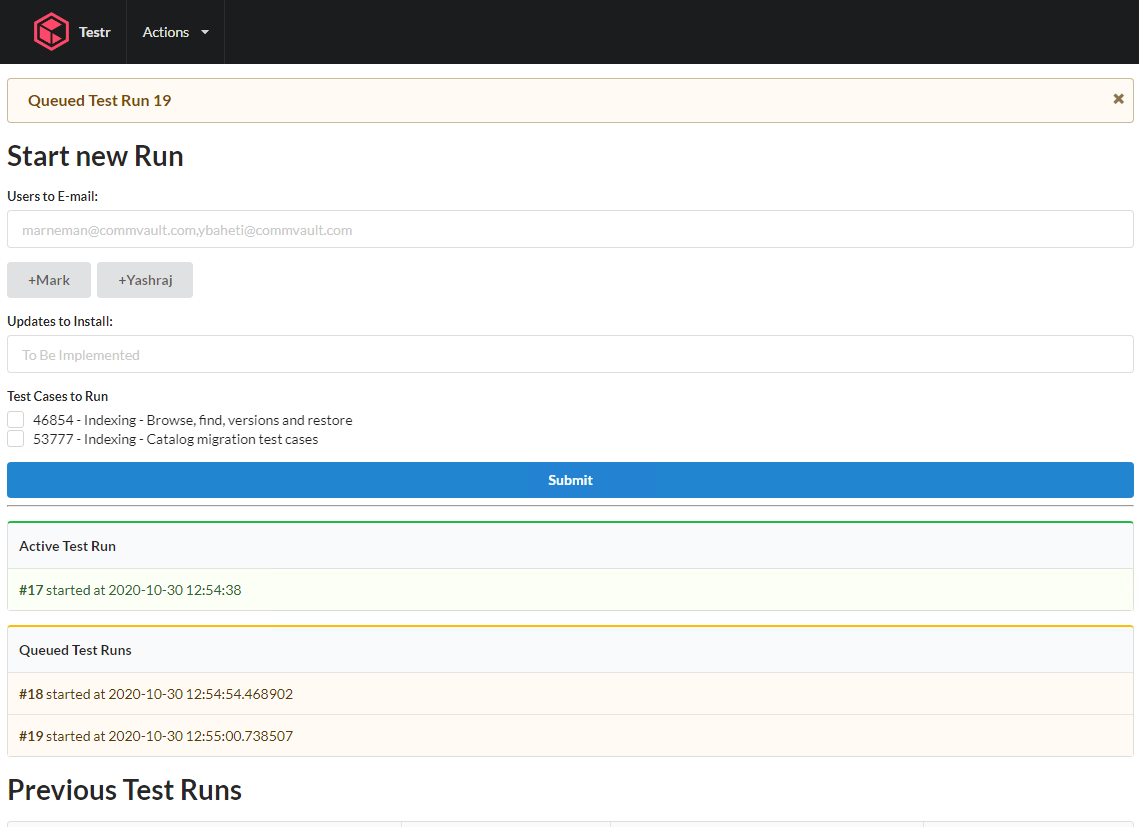 Testr
Actions
Queued Test Run 19
Start new Run
Users to E-mail:
marneman@commvault.com,ybaheti@commvault.com
+Mark
+Yashraj
Updates to Install:
To Be Implemented
Test Cases to Run
46854 - Indexing - Browse, find, versions and restore
53777 - Indexing - Catalog migration test cases
Submit
Active Test Run
#17 started at 2020-10-30 12:54:38
Queued Test Runs
#18 started at 2020-10-30 12:54:54.468902
#19 started at 2020-10-30 12:55:00.738507
Previous Test Runs